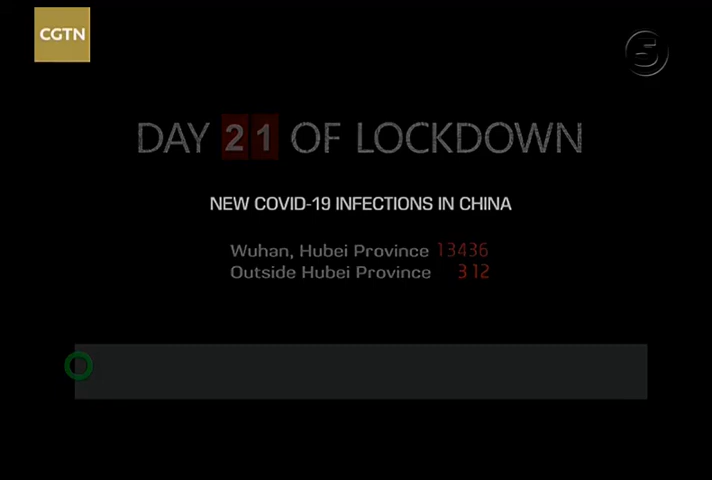 CGTN
S
DAY 21 OF LOCKDOWN
NEW COVID-19 INFECTIONS IN CHINA
Wuhan, Hubei Province 13436
Outside Hubei Province 312